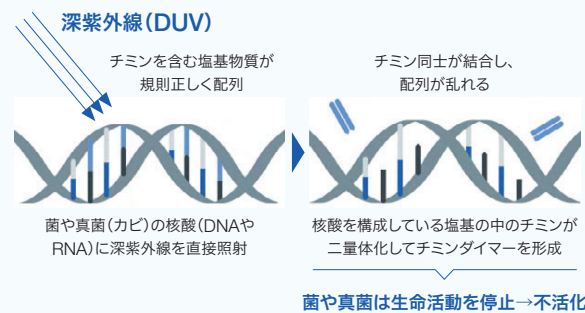 深紫外線（DUV）
チミンを含む塩基物質が
規則正しく配列
チミン同士が結合し、
配列が乱れる
菌や真菌（カビ）の核酸（DNAや
RNA）に深紫外線を直接照射
核酸を構成している塩基の中のチミンが
二量体化してチミンダイマーを形成
菌や真菌は生命活動を停止→不活化